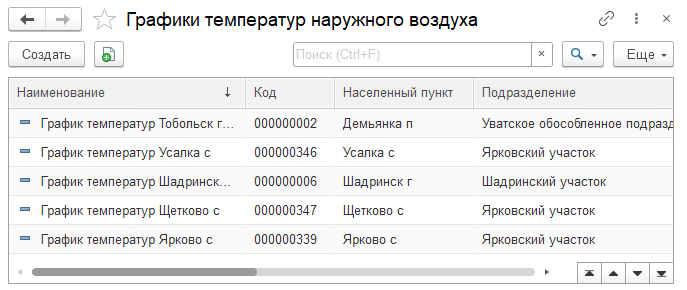 Графики температур наружного воздуха
Создать Поиск (Ctrl+F) × Еще
Наименование ↓ Код Населенный пункт Подразделение
График температур Тобольск г... 000000002 Демьянка п Уватское обособленное подразд
График температур Усалка с 000000346 Усалка с Ярковский участок
График температур Шадринск... 000000006 Шадринск г Шадринский участок
График температур Щетково с 000000347 Щетково с Ярковский участок
График температур Ярково с 000000339 Ярково с Ярковский участок